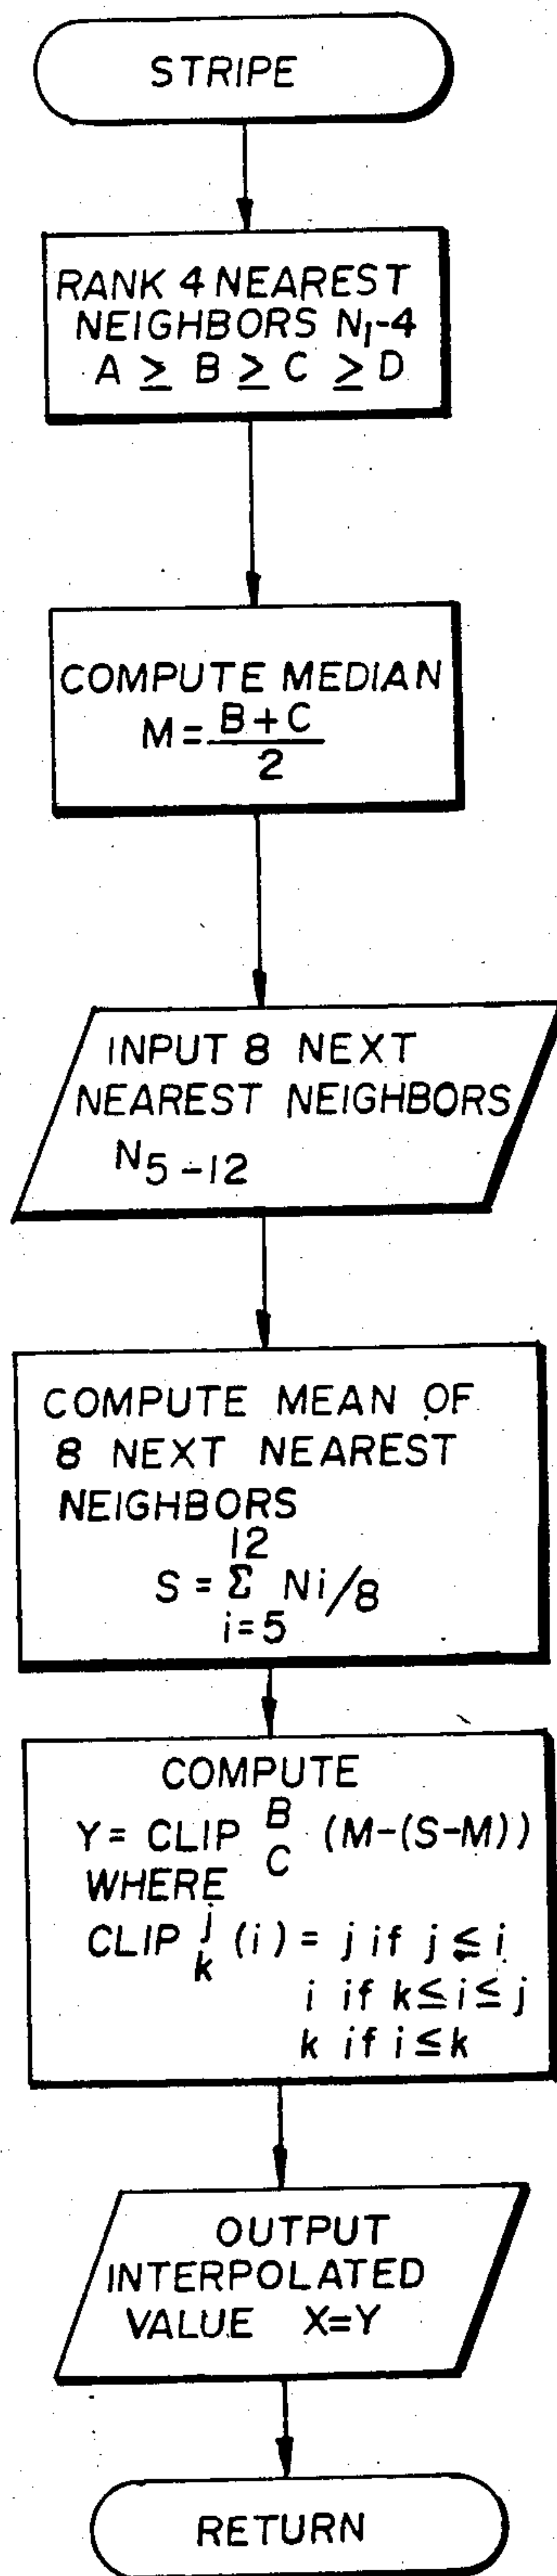 STRIPE
RANK 4 NEAREST
NEIGHBORS N1-4
A ≥ B ≥ C ≥ D
COMPUTE MEDIAN
M = B + C
2
INPUT 8 NEXT
NEAREST NEIGHBORS
N5-12
COMPUTE MEAN OF
8 NEXT NEAREST
NEIGHBORS
12
S = Σ Ni/8
i=5
COMPUTE
Y= CLIP B C (M-(S-M))
WHERE
CLIP j k (i) = j if j ≤ i
i if k ≤ i ≤ j
k if i ≤ k
OUTPUT
INTERPOLATED
VALUE X=Y
RETURN